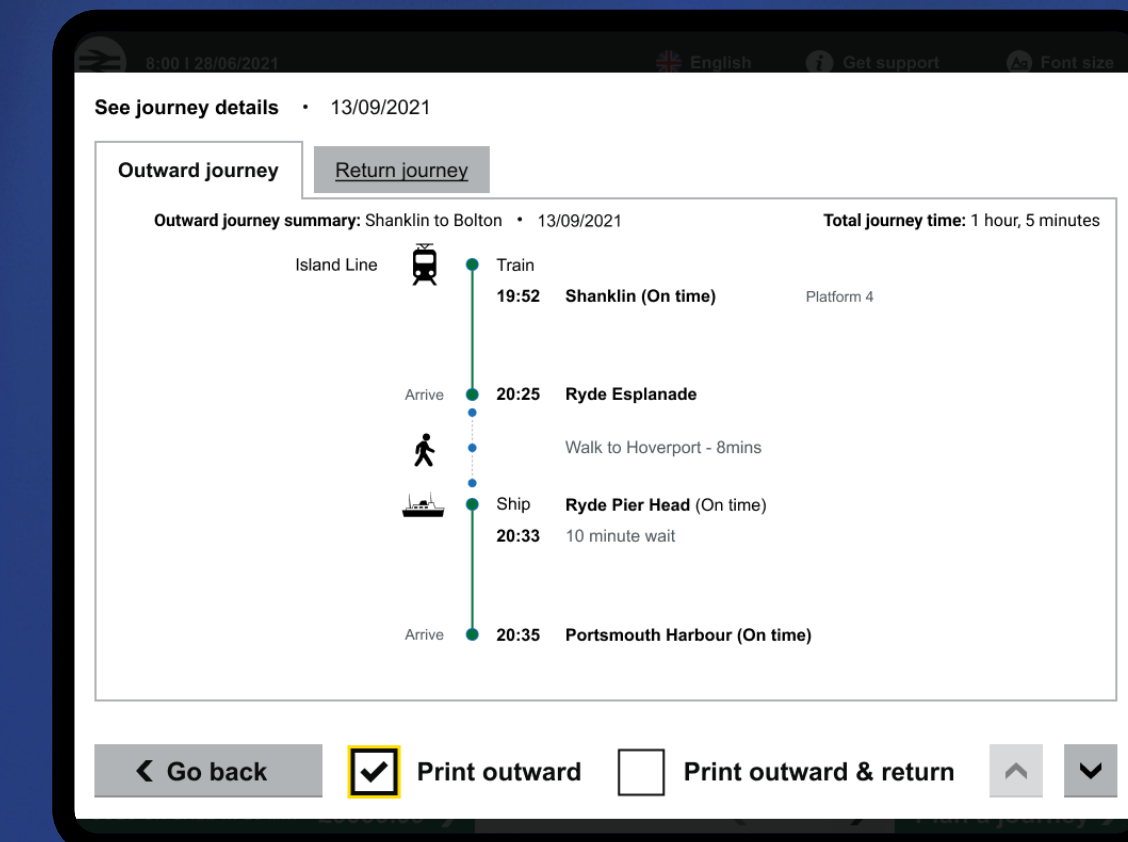 8:00 | 28/06/2021 English Get support Aa Font size
See journey details • 13/09/2021
Outward journey Return journey
Outward journey summary: Shanklin to Bolton • 13/09/2021 Total journey time: 1 hour, 5 minutes
Island Line Train
19:52 Shanklin (On time) Platform 4
Arrive 20:25 Ryde Esplanade
Walk to Hoverport - 8mins
Ship Ryde Pier Head (On time)
20:33 10 minute wait
Arrive 20:35 Portsmouth Harbour (On time)
Go back Print outward Print outward & return
Plan a journey